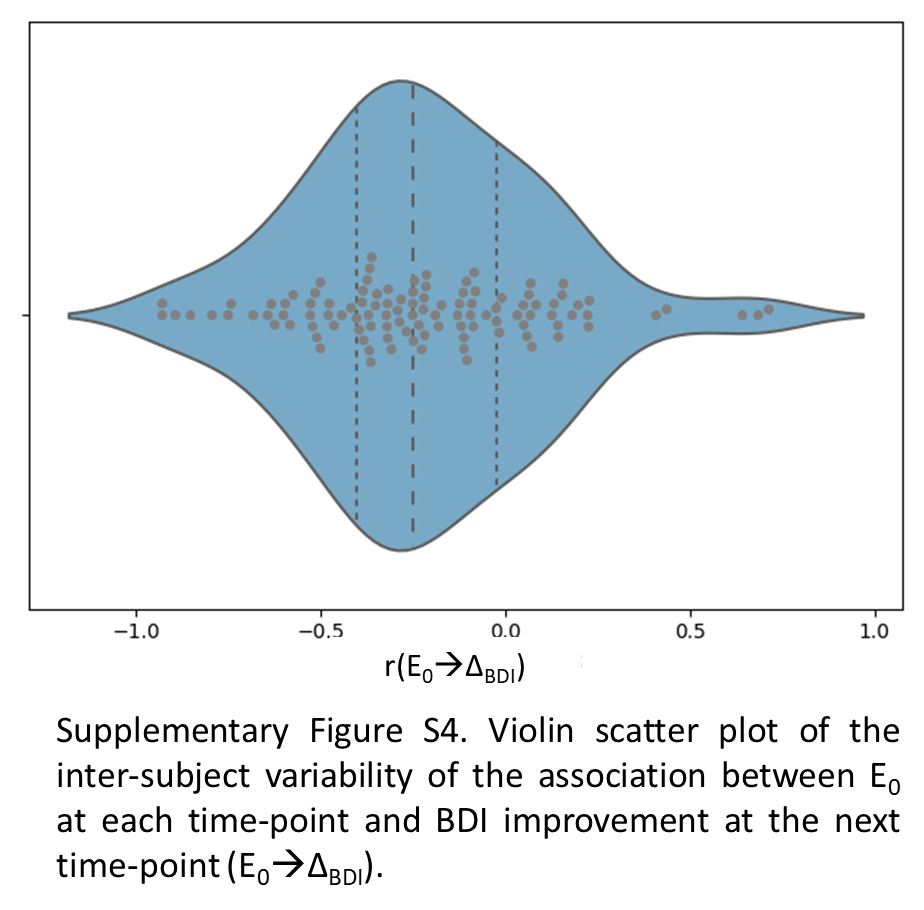 −1.0 −0.5 0.0 0.5 1.0
r(E₀→Δ_BDI)
Supplementary Figure S4. Violin scatter plot of the
inter-subject variability of the association between E₀
at each time-point and BDI improvement at the next
time-point (E₀→Δ_BDI).